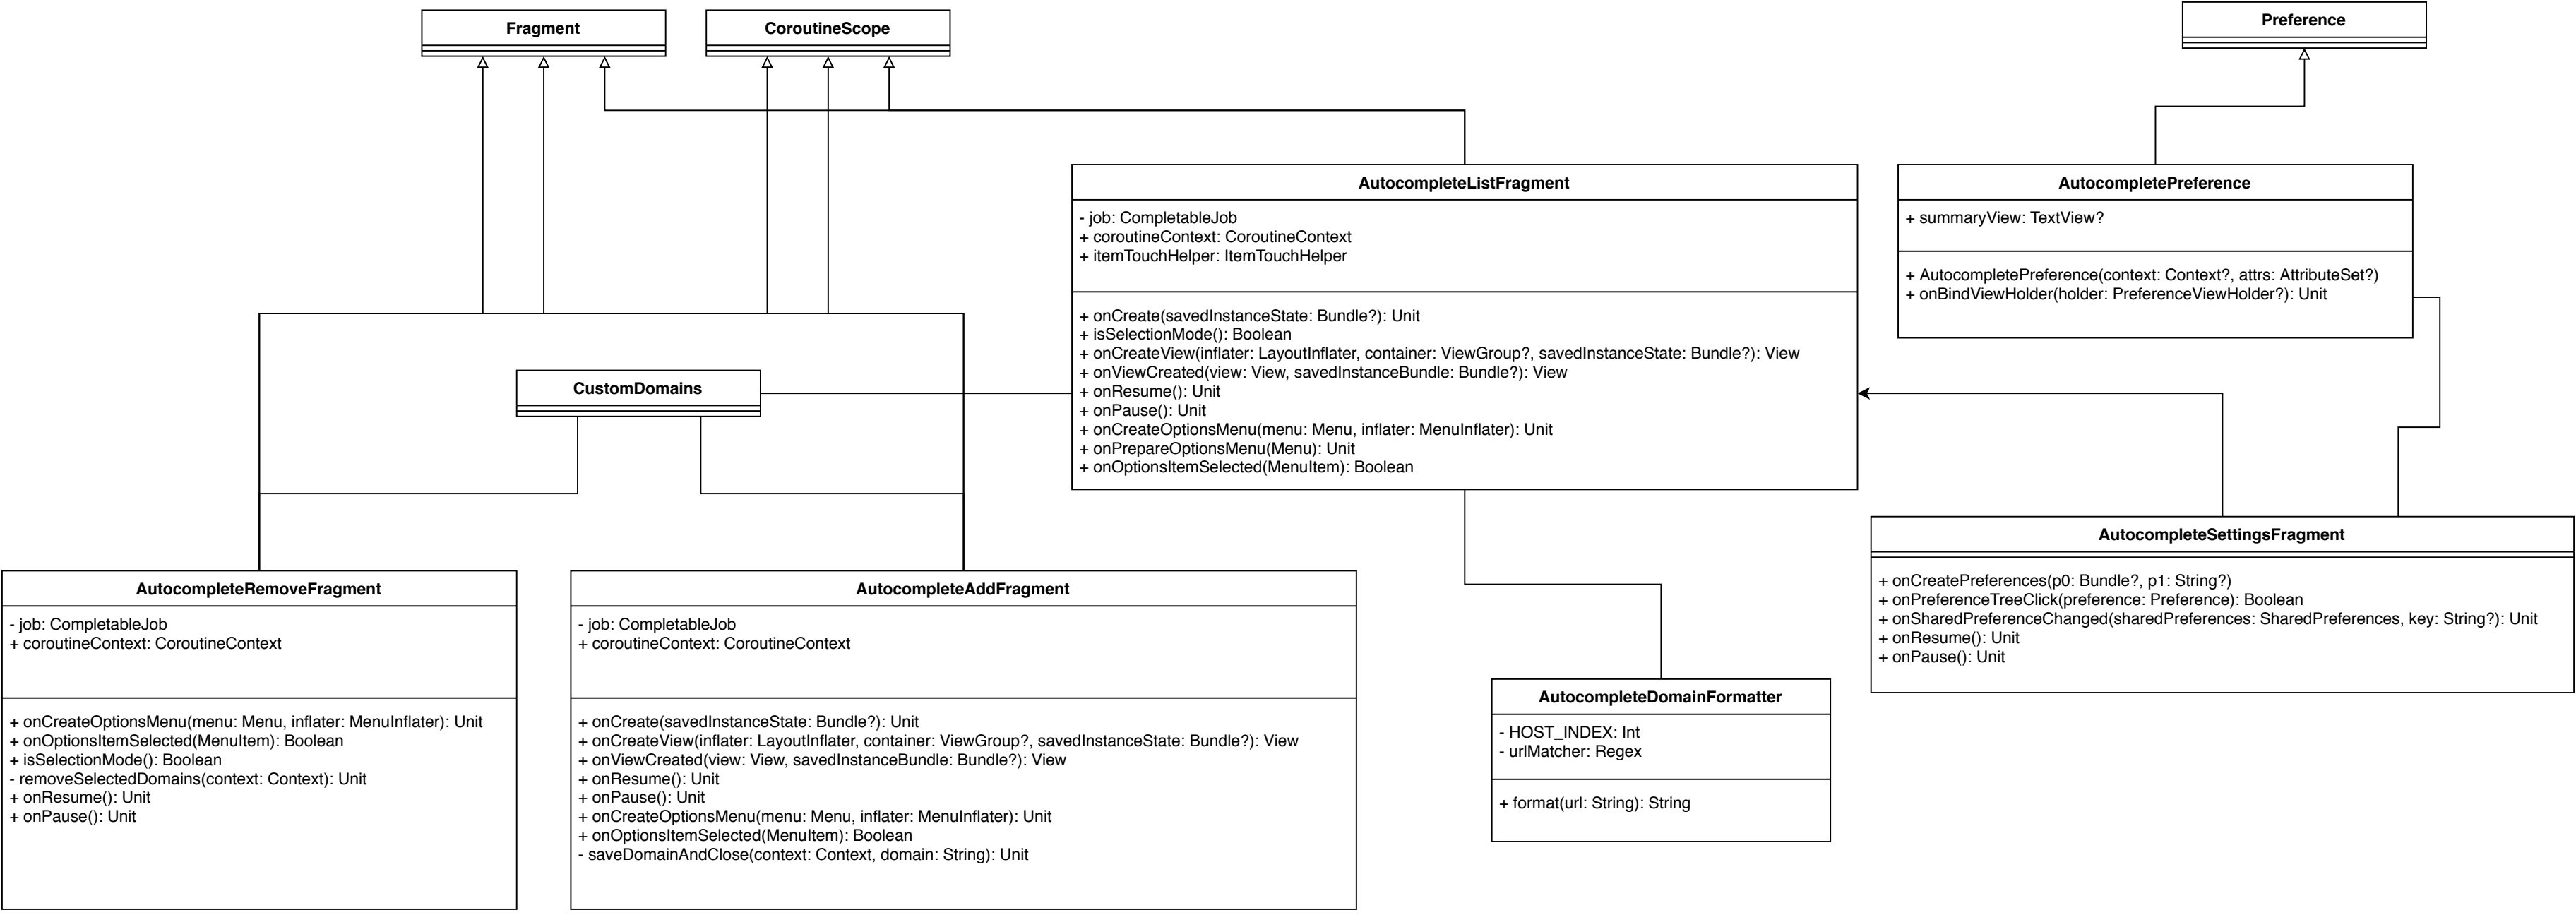 Fragment
CoroutineScope
Preference
AutocompleteListFragment
- job: CompletableJob
+ coroutineContext: CoroutineContext
+ itemTouchHelper: ItemTouchHelper
+ onCreate(savedInstanceState: Bundle?): Unit
+ isSelectionMode(): Boolean
+ onCreateView(inflater: LayoutInflater, container: ViewGroup?, savedInstanceState: Bundle?): View
+ onViewCreated(view: View, savedInstanceBundle: Bundle?): View
+ onResume(): Unit
+ onPause(): Unit
+ onCreateOptionsMenu(menu: Menu, inflater: MenuInflater): Unit
+ onPrepareOptionsMenu(Menu): Unit
+ onOptionsItemSelected(MenuItem): Boolean
AutocompletePreference
+ summaryView: TextView?
+ AutocompletePreference(context: Context?, attrs: AttributeSet?)
+ onBindViewHolder(holder: PreferenceViewHolder?): Unit
CustomDomains
AutocompleteSettingsFragment
+ onCreatePreferences(p0: Bundle?, p1: String?)
+ onPreferenceTreeClick(preference: Preference): Boolean
+ onSharedPreferenceChanged(sharedPreferences: SharedPreferences, key: String?): Unit
+ onResume(): Unit
+ onPause(): Unit
AutocompleteRemoveFragment
- job: CompletableJob
+ coroutineContext: CoroutineContext
+ onCreateOptionsMenu(menu: Menu, inflater: MenuInflater): Unit
+ onOptionsItemSelected(MenuItem): Boolean
+ isSelectionMode(): Boolean
- removeSelectedDomains(context: Context): Unit
+ onResume(): Unit
+ onPause(): Unit
AutocompleteAddFragment
- job: CompletableJob
+ coroutineContext: CoroutineContext
+ onCreate(savedInstanceState: Bundle?): Unit
+ onCreateView(inflater: LayoutInflater, container: ViewGroup?, savedInstanceState: Bundle?): View
+ onViewCreated(view: View, savedInstanceBundle: Bundle?): View
+ onResume(): Unit
+ onPause(): Unit
+ onCreateOptionsMenu(menu: Menu, inflater: MenuInflater): Unit
+ onOptionsItemSelected(MenuItem): Boolean
- saveDomainAndClose(context: Context, domain: String): Unit
AutocompleteDomainFormatter
- HOST_INDEX: Int
- urlMatcher: Regex
+ format(url: String): String